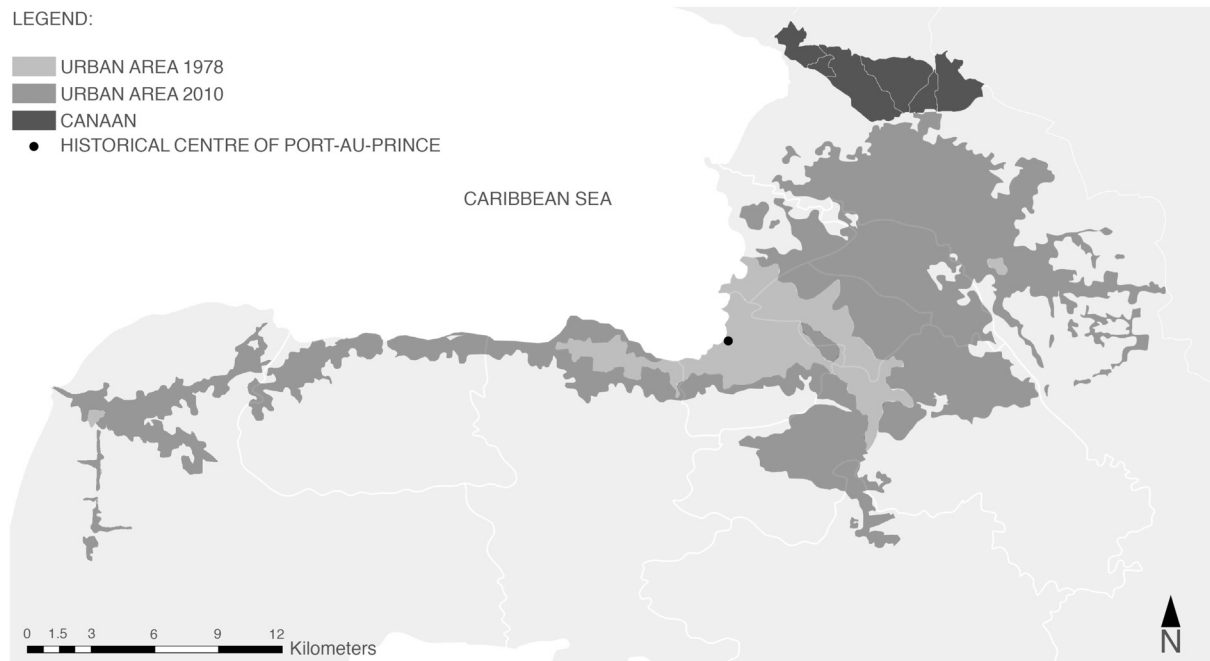 LEGEND:
URBAN AREA 1978
URBAN AREA 2010
CANAAN
HISTORICAL CENTRE OF PORT-AU-PRINCE
CARIBBEAN SEA
0 1.5 3 6 9 12
Kilometers
N